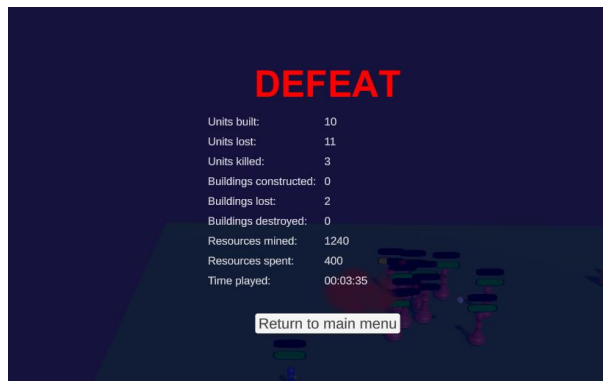 DEFEAT
Units built: 10
Units lost: 11
Units killed: 3
Buildings constructed: 0
Buildings lost: 2
Buildings destroyed: 0
Resources mined: 1240
Resources spent: 400
Time played: 00:03:35
Return to main menu